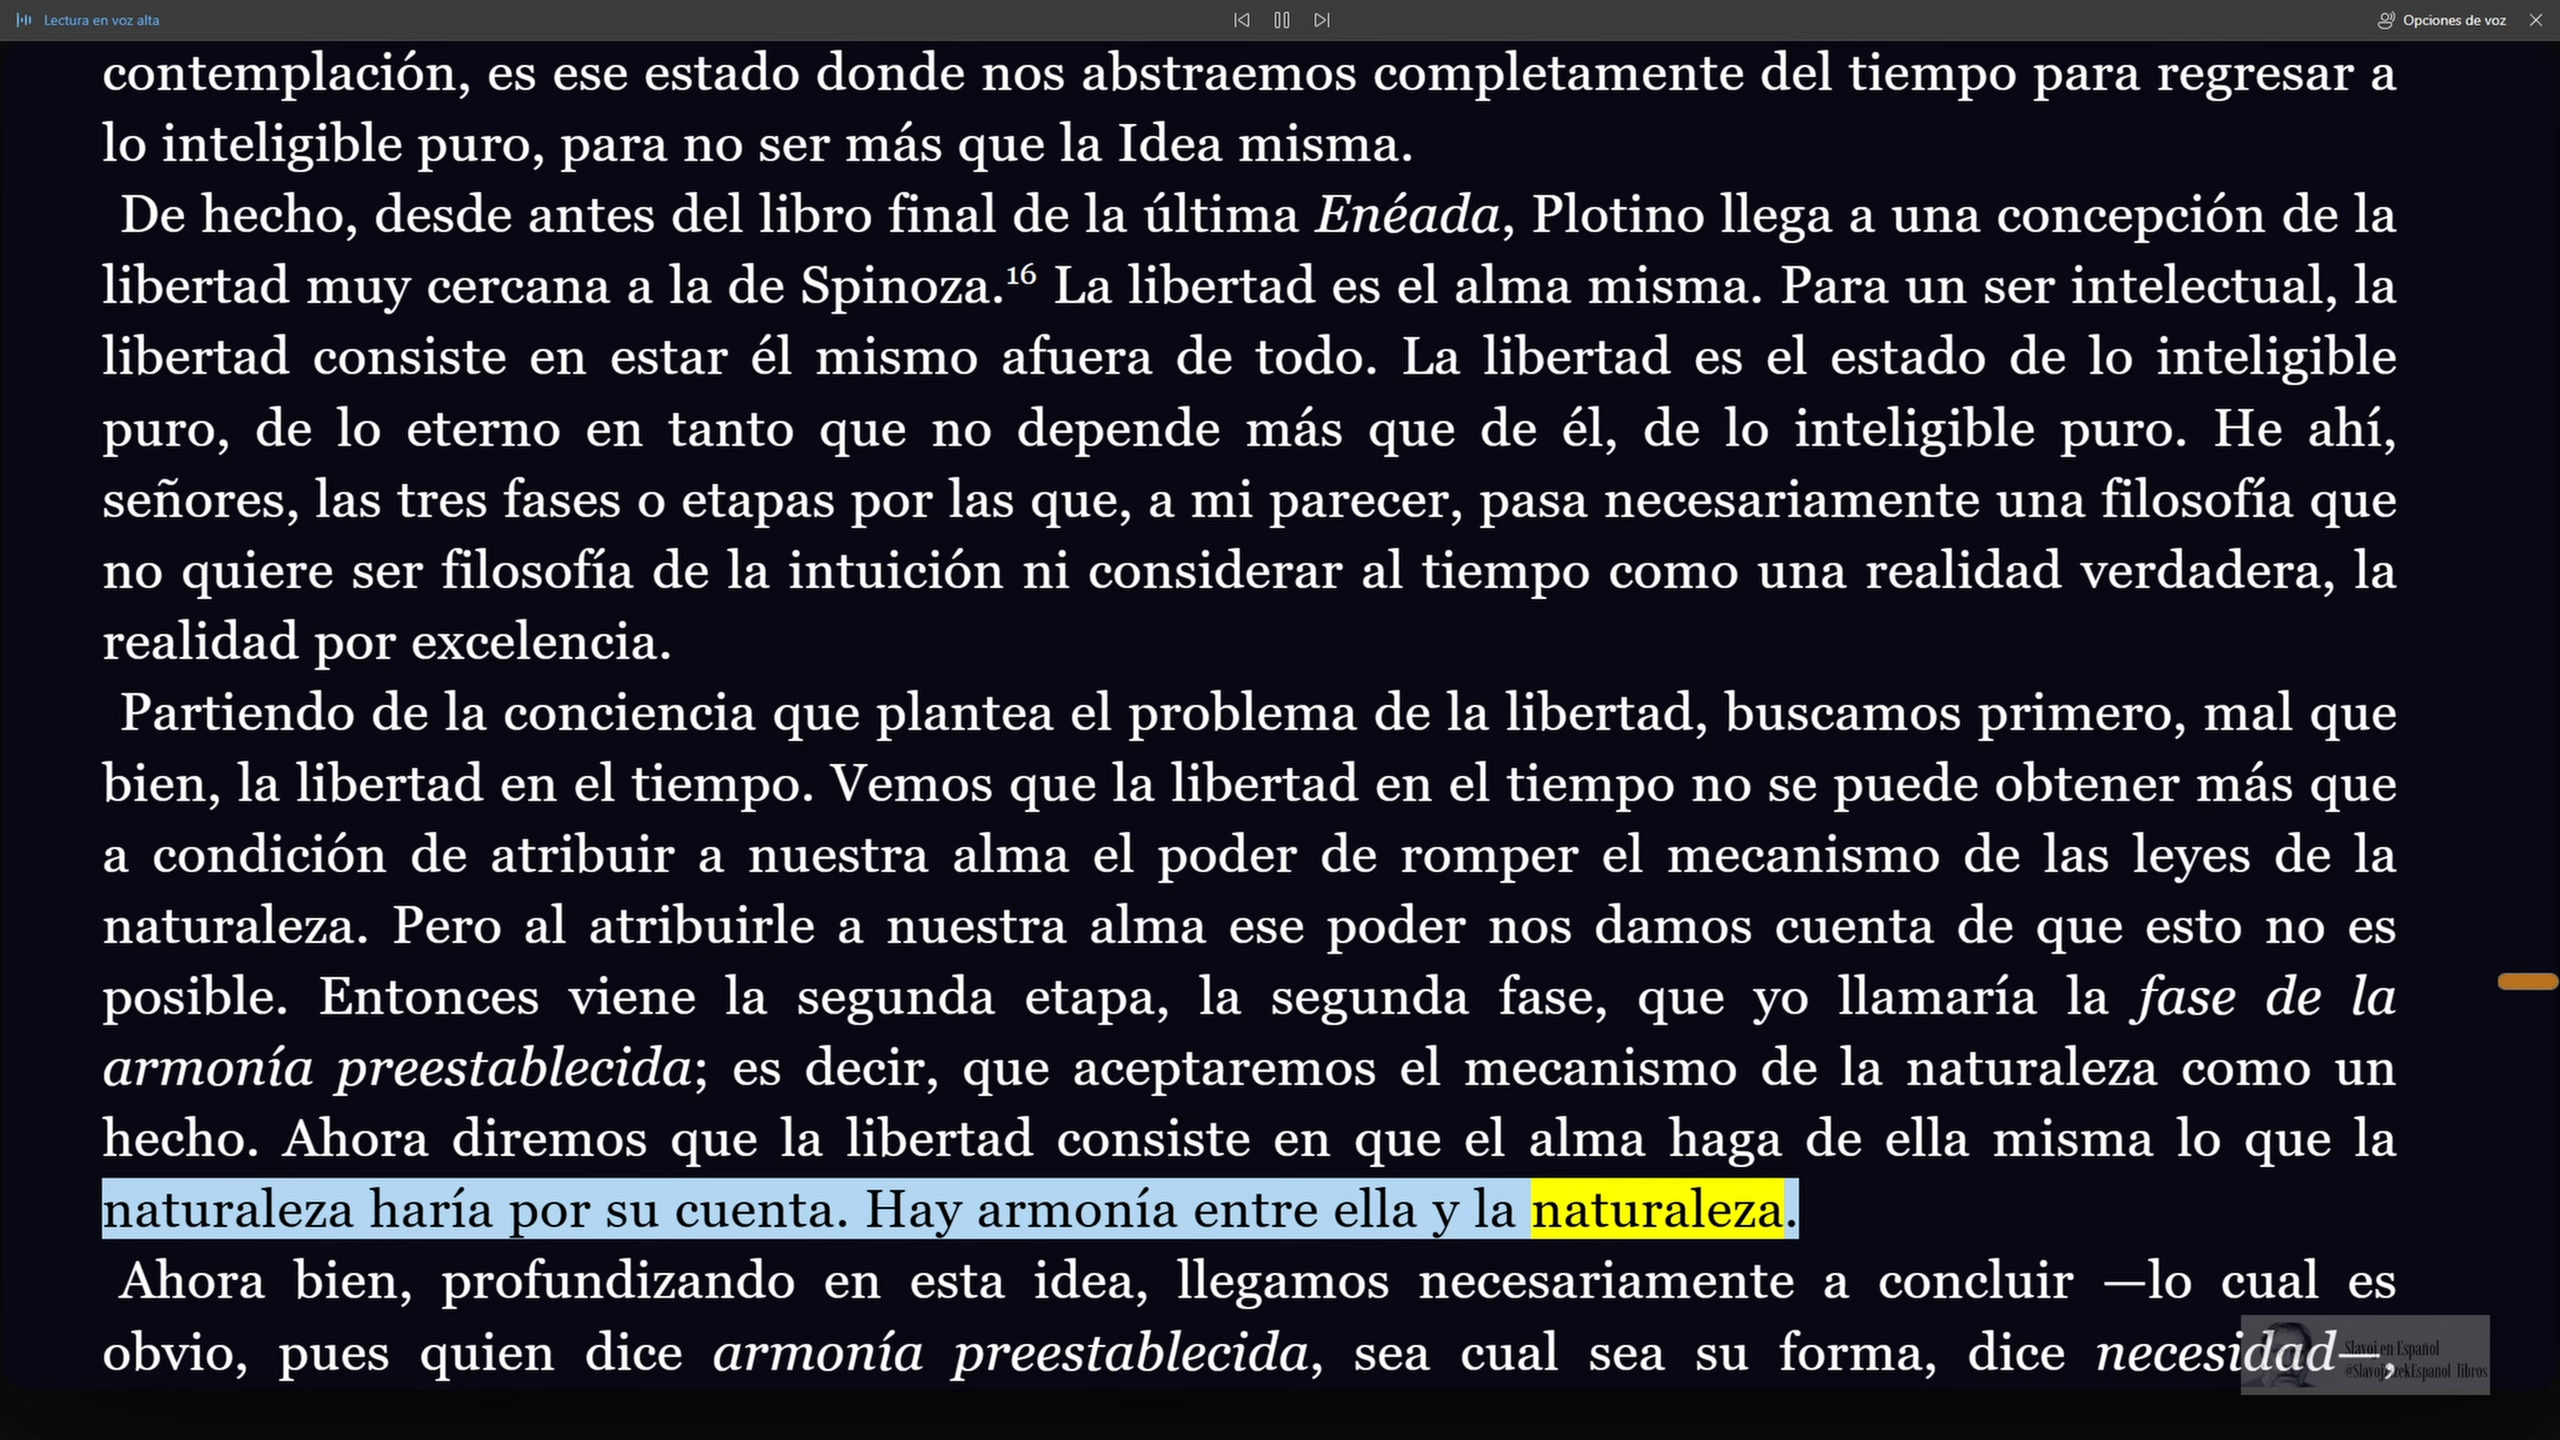 Lectura en voz alta
Opciones de voz
contemplación, es ese estado donde nos abstraemos completamente del tiempo para regresar a
lo inteligible puro, para no ser más que la Idea misma.
De hecho, desde antes del libro final de la última Enéada, Plotino llega a una concepción de la
libertad muy cercana a la de Spinoza.16 La libertad es el alma misma. Para un ser intelectual, la
libertad consiste en estar él mismo afuera de todo. La libertad es el estado de lo inteligible
puro, de lo eterno en tanto que no depende más que de él, de lo inteligible puro. He ahí,
señores, las tres fases o etapas por las que, a mi parecer, pasa necesariamente una filosofía que
no quiere ser filosofía de la intuición ni considerar al tiempo como una realidad verdadera, la
realidad por excelencia.
Partiendo de la conciencia que plantea el problema de la libertad, buscamos primero, mal que
bien, la libertad en el tiempo. Vemos que la libertad en el tiempo no se puede obtener más que
a condición de atribuir a nuestra alma el poder de romper el mecanismo de las leyes de la
naturaleza. Pero al atribuirle a nuestra alma ese poder nos damos cuenta de que esto no es
posible. Entonces viene la segunda etapa, la segunda fase, que yo llamaría la fase de la
armonía preestablecida; es decir, que aceptaremos el mecanismo de la naturaleza como un
hecho. Ahora diremos que la libertad consiste en que el alma haga de ella misma lo que la
naturaleza haría por su cuenta. Hay armonía entre ella y la naturaleza.
Ahora bien, profundizando en esta idea, llegamos necesariamente a concluir —lo cual es
obvio, pues quien dice armonía preestablecida, sea cual sea su forma, dice necesidad—,
Slavoj en Español